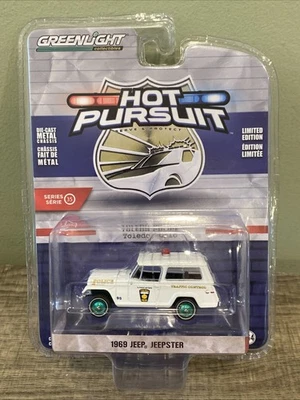 GREENLIGHT
collectibles
HOT
PURSUIT
SERVE & PROTECT
DIE-CAST
METAL
CHASSIS
CHÂSSIS
FAIT DE
MÉTAL
LIMITED
EDITION
ÉDITION
LIMITÉE
SERIES
SÉRIE
Toledo, Ohio
TRAFFIC CONTROL
1969 JEEP® JEEPSTER